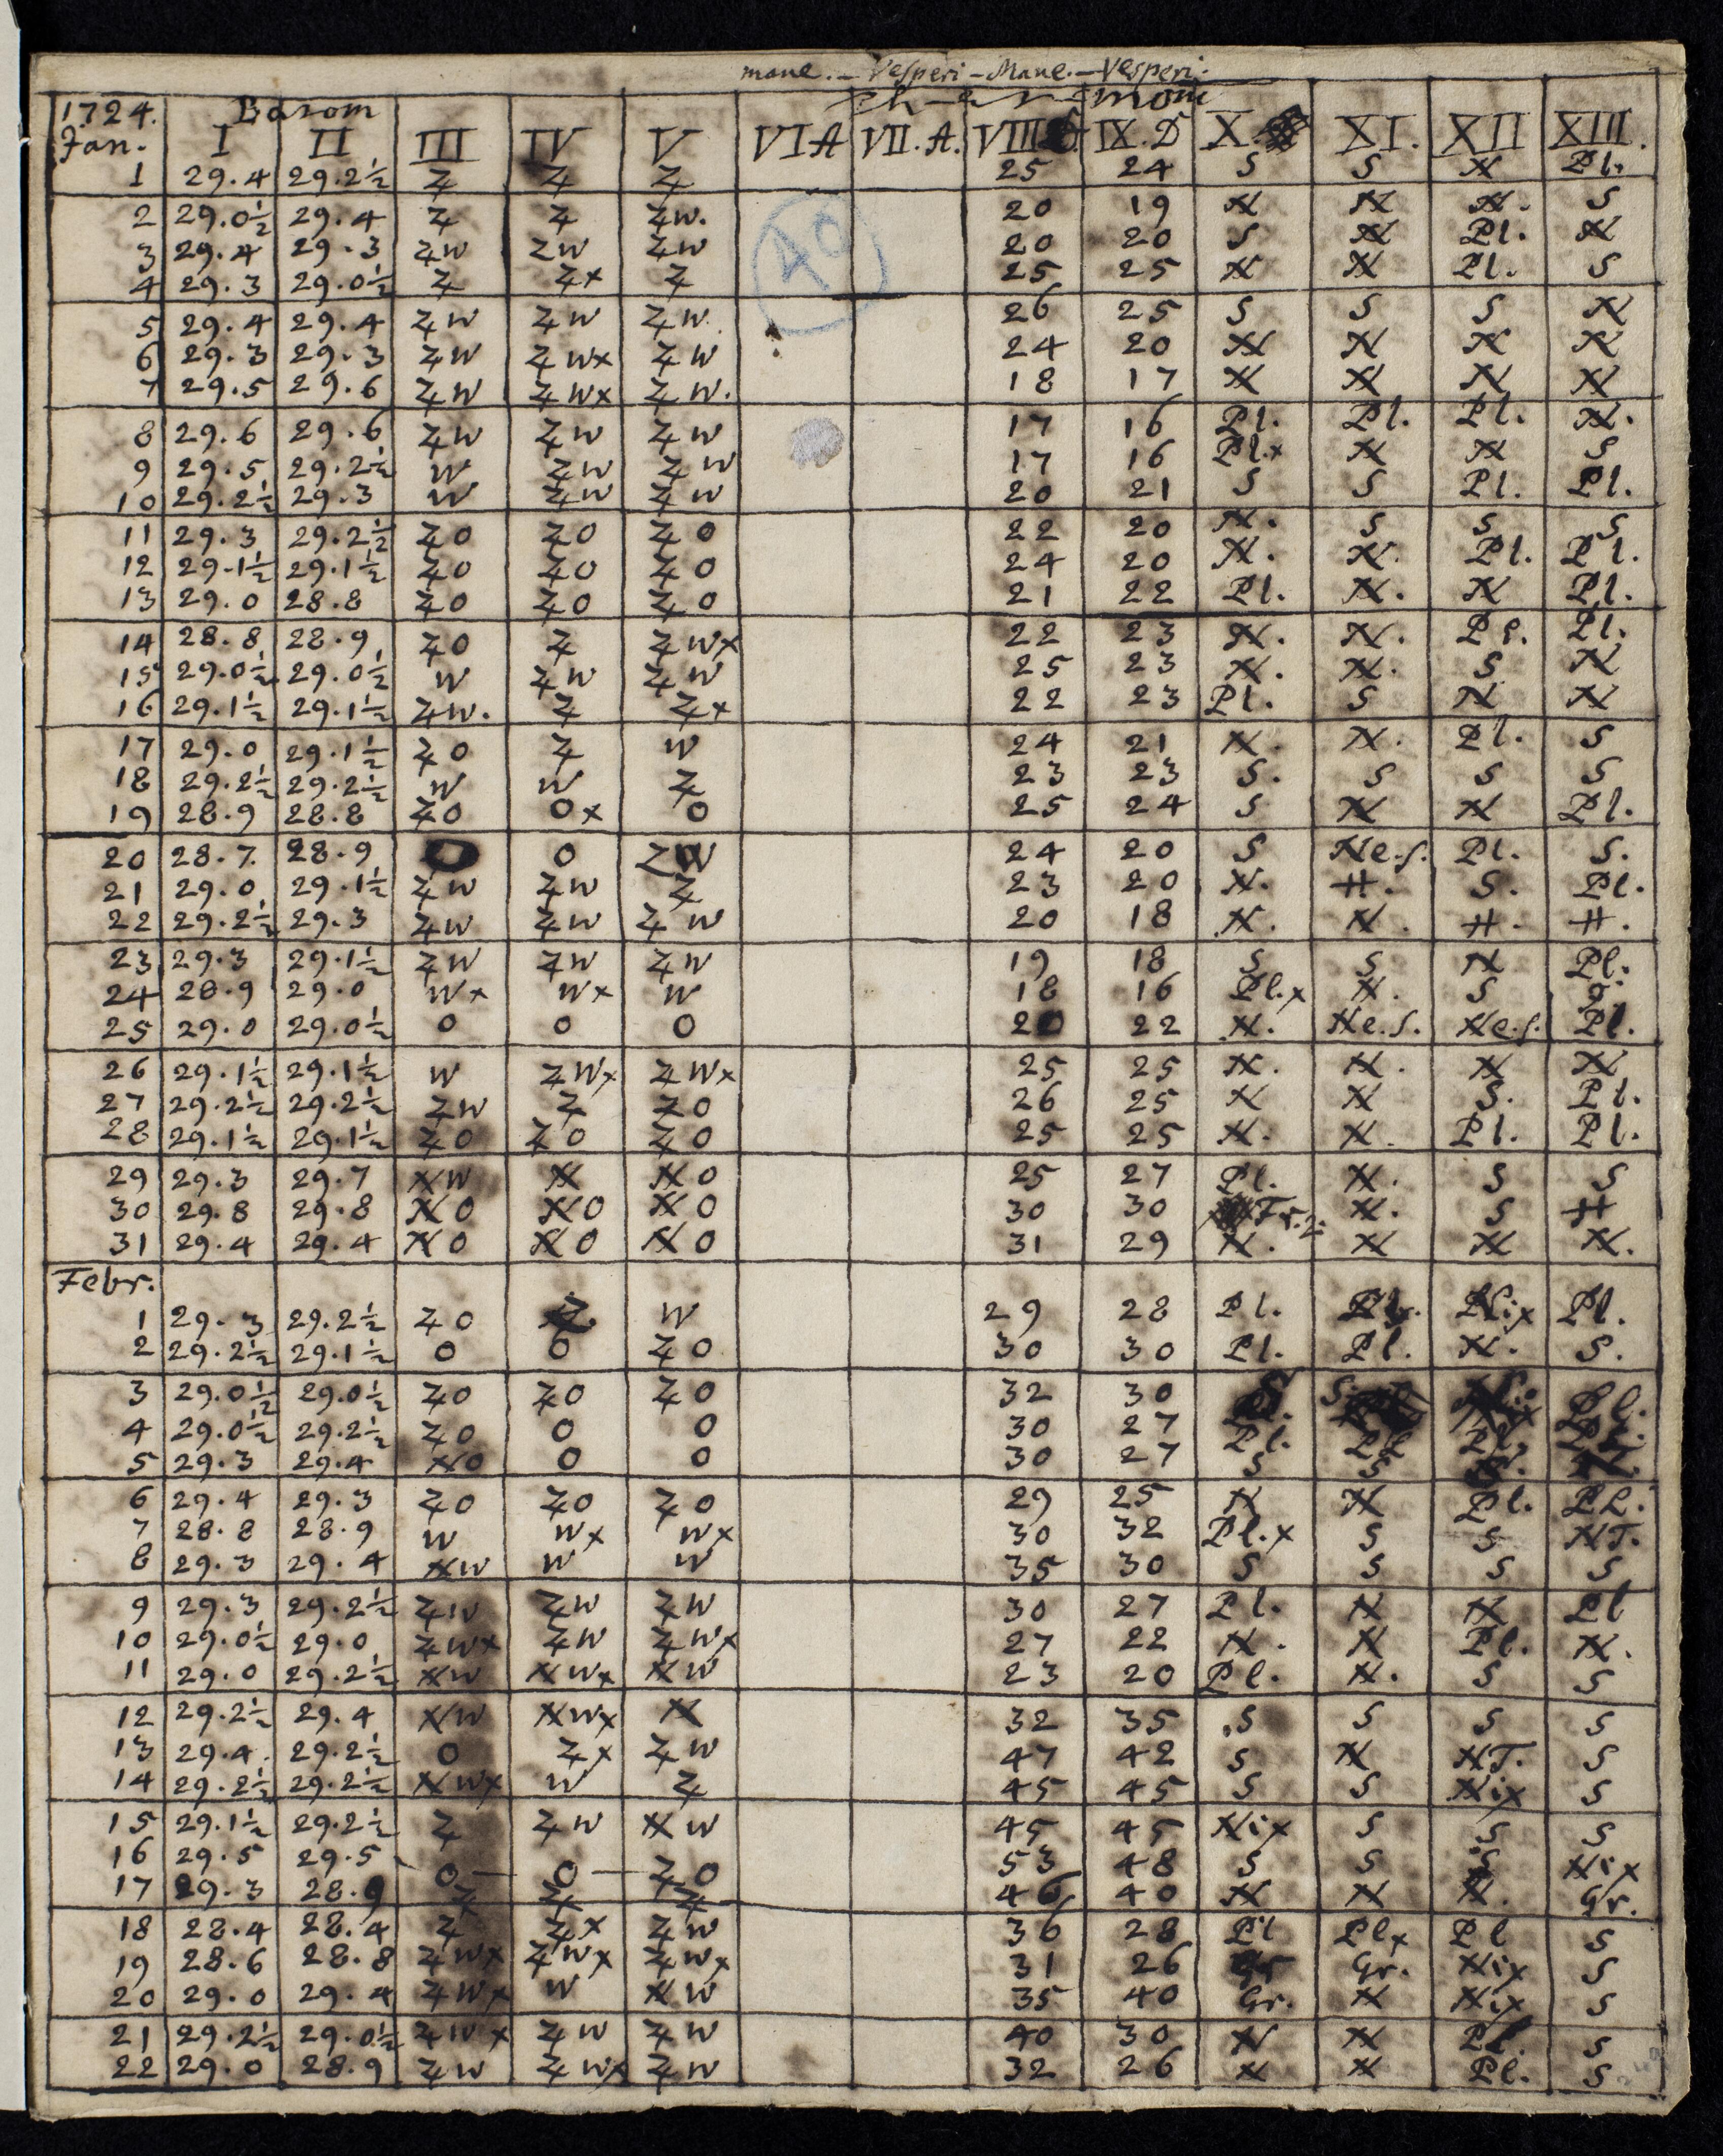 mane. - Vesperi - Mane. - Vesperi.
1724. Barom Thermom
Jan. I II III IV V VI A VII. A. VIII IX. D X. XI. XII XIII.
1 29.4 29.2½ Z Z Z 25 24 S S N Pl.
2 29.0½ 29.4 Z Z ZW. 20 19 N N N. S
3 29.4 29.3 ZW ZW ZW 20 20 S N Pl. N
4 29.3 29.0½ Z Zx Z 25 25 N N Pl. S
5 29.4 29.4 ZW ZW ZW. 26 25 S S S N
6 29.3 29.3 ZW ZWx ZW 24 20 N N N N
7 29.5 29.6 ZW ZWx ZW. 18 17 N N N N
8 29.6 29.6 ZW ZW ZW 17 16 Pl. Pl. Pl. N.
9 29.5 29.2½ W ZW ZW 17 16 Pl.x N N S
10 29.2½ 29.3 W ZW ZW 20 21 S S Pl. Pl.
11 29.3 29.2½ ZO ZO ZO 22 20 N. S S S
12 29.1½ 29.1½ ZO ZO ZO 24 20 N. N. Pl. Pl.
13 29.0 28.8 ZO ZO ZO 21 22 Pl. N. N Pl.
14 28.8 28.9 ZO Z ZWx 22 23 N. N. Pl. Pl.
15 29.0½ 29.0½ W ZW ZW 25 23 N. N. S N
16 29.1½ 29.1½ ZW. Z Zx 22 23 Pl. S N N
17 29.0 29.1½ ZO Z W 24 21 N. N. Pl. S
18 29.2½ 29.2½ W W Z 23 23 S. S S S
19 28.9 28.8 ZO Ox O 25 24 S N N Pl.
20 28.7. 28.9 O O ZW 24 20 S Ne.S. Pl. S.
21 29.0 29.1½ ZW ZW Z 23 20 N. H. S. Pl.
22 29.2½ 29.3 ZW ZW ZW 20 18 N. N. H. H.
23 29.3 29.1½ ZW ZW ZW 19 18 S S N Pl.
24 28.9 29.0 Wx Wx W 18 16 Pl.x N. S S.
25 29.0 29.0½ O O O 20 22 N. Ne.S. Ne.S. Pl.
26 29.1½ 29.1½ W ZWx ZWx 25 25 N. N. N N
27 29.2½ 29.2½ ZW Z ZO 26 25 N N S. Pl.
28 29.1½ 29.1½ ZO ZO ZO 25 25 N. N. Pl. Pl.
29 29.3 29.7 NW N NO 25 27 Pl. N. S S
30 29.8 29.8 NO NO NO 30 30 N. S H
31 29.4 29.4 NO NO NO 31 29 N. N N N.
Febr.
1 29.3 29.2½ ZO Z W 29 28 Pl. Nix Pl.
2 29.2½ 29.1½ O O ZO 30 30 Pl. Pl. N. S.
3 29.0½ 29.0½ ZO ZO ZO 32 30 S. Pl.
4 29.0½ 29.2½ ZO O O 30 27 Pl. Pl. Pl.
5 29.3 29.4 NO O O 30 27 S S S.
6 29.4 29.3 ZO ZO ZO 29 25 N N Pl. Pl.
7 28.8 28.9 W Wx Wx 30 32 Pl.x S S NT.
8 29.3 29.4 NW W W 35 30 S S S S
9 29.3 29.2½ ZW ZW ZW 30 27 Pl. N N Pl
10 29.0½ 29.0 ZWx ZW ZWx 27 22 N. N Pl. N.
11 29.0 29.2½ NW NWx NW 23 20 Pl. N. S S
12 29.2½ 29.4 NW NWx N 32 35 S S S S
13 29.4. 29.2½ O Zx ZW 47 42 S N NT. S
14 29.2½ 29.2½ NWx W Z 45 45 S S Nix S
15 29.1½ 29.2½ Z ZW NW 45 45 Nix S S S
16 29.5 29.5 O O ZO 53 48 S S S Nix
17 29.3 28.9 Z Z Z 46 40 N N N. Gr.
18 28.4 28.4 Z Zx ZW 36 28 Pl Plx Pl S
19 28.6 28.8 ZWx ZWx ZWx 31 26 Gr Gr. Nix S
20 29.0 29.4 ZWx W NW 35 40 Gr. N Nix S
21 29.2½ 29.0½ ZWx ZW ZW 40 30 N N Pl. S
22 29.0 28.9 ZW ZWx ZW 32 26 N N Pl. S
40